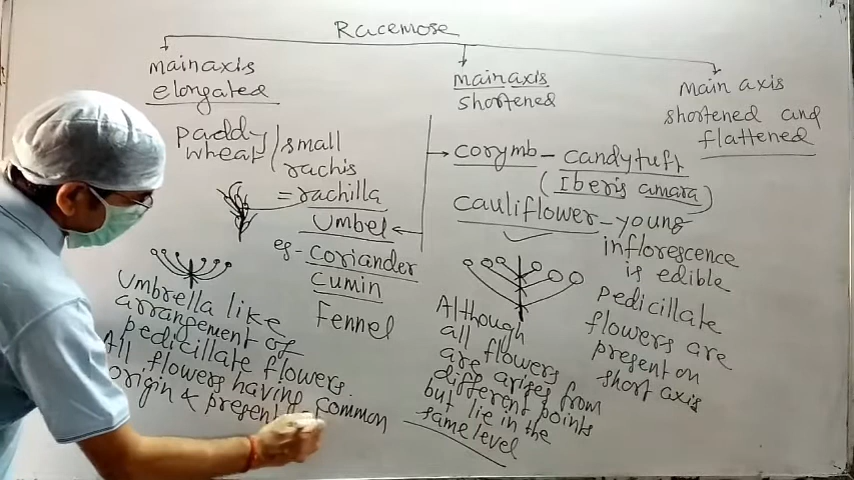 Racemose
main axis
elongated
main axis
shortened
main axis
shortened and
flattened
paddy
wheat
small
rachis
= rachilla
Umbel
eg - coriander
cumin
Fennel
Umbrella like
arrangement of
pedicillate flowers.
All flowers having common
origin & present
corymb - candytuft
(Iberis amara)
cauliflower - young
inflorescence
is edible
pedicillate
flowers are
present on
short axis
Although
all flowers
are arises from
different points
but lie in the
same level